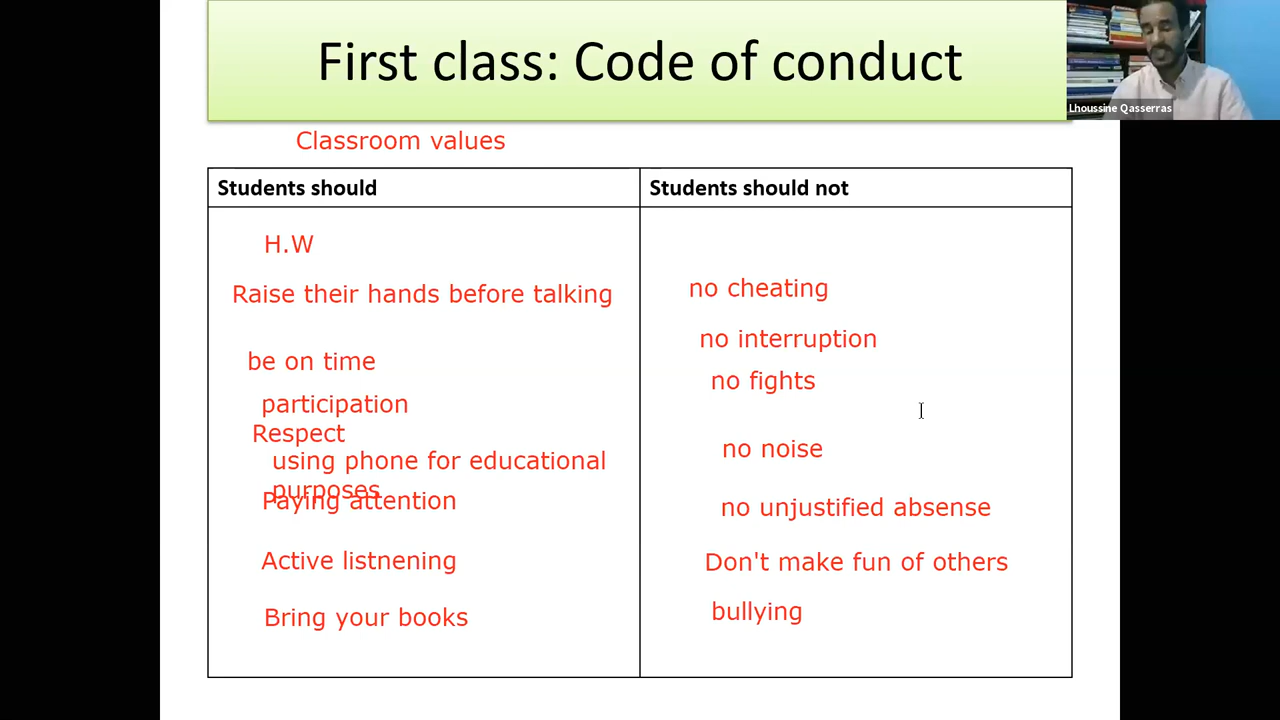 First class: Code of conduct
Lhoussine Qasserras
Classroom values
Students should
H.W
Raise their hands before talking
be on time
participation
Respect
using phone for educational
purposes
Paying attention
Active listnening
Bring your books
Students should not
no cheating
no interruption
no fights
no noise
no unjustified absense
Don't make fun of others
bullying